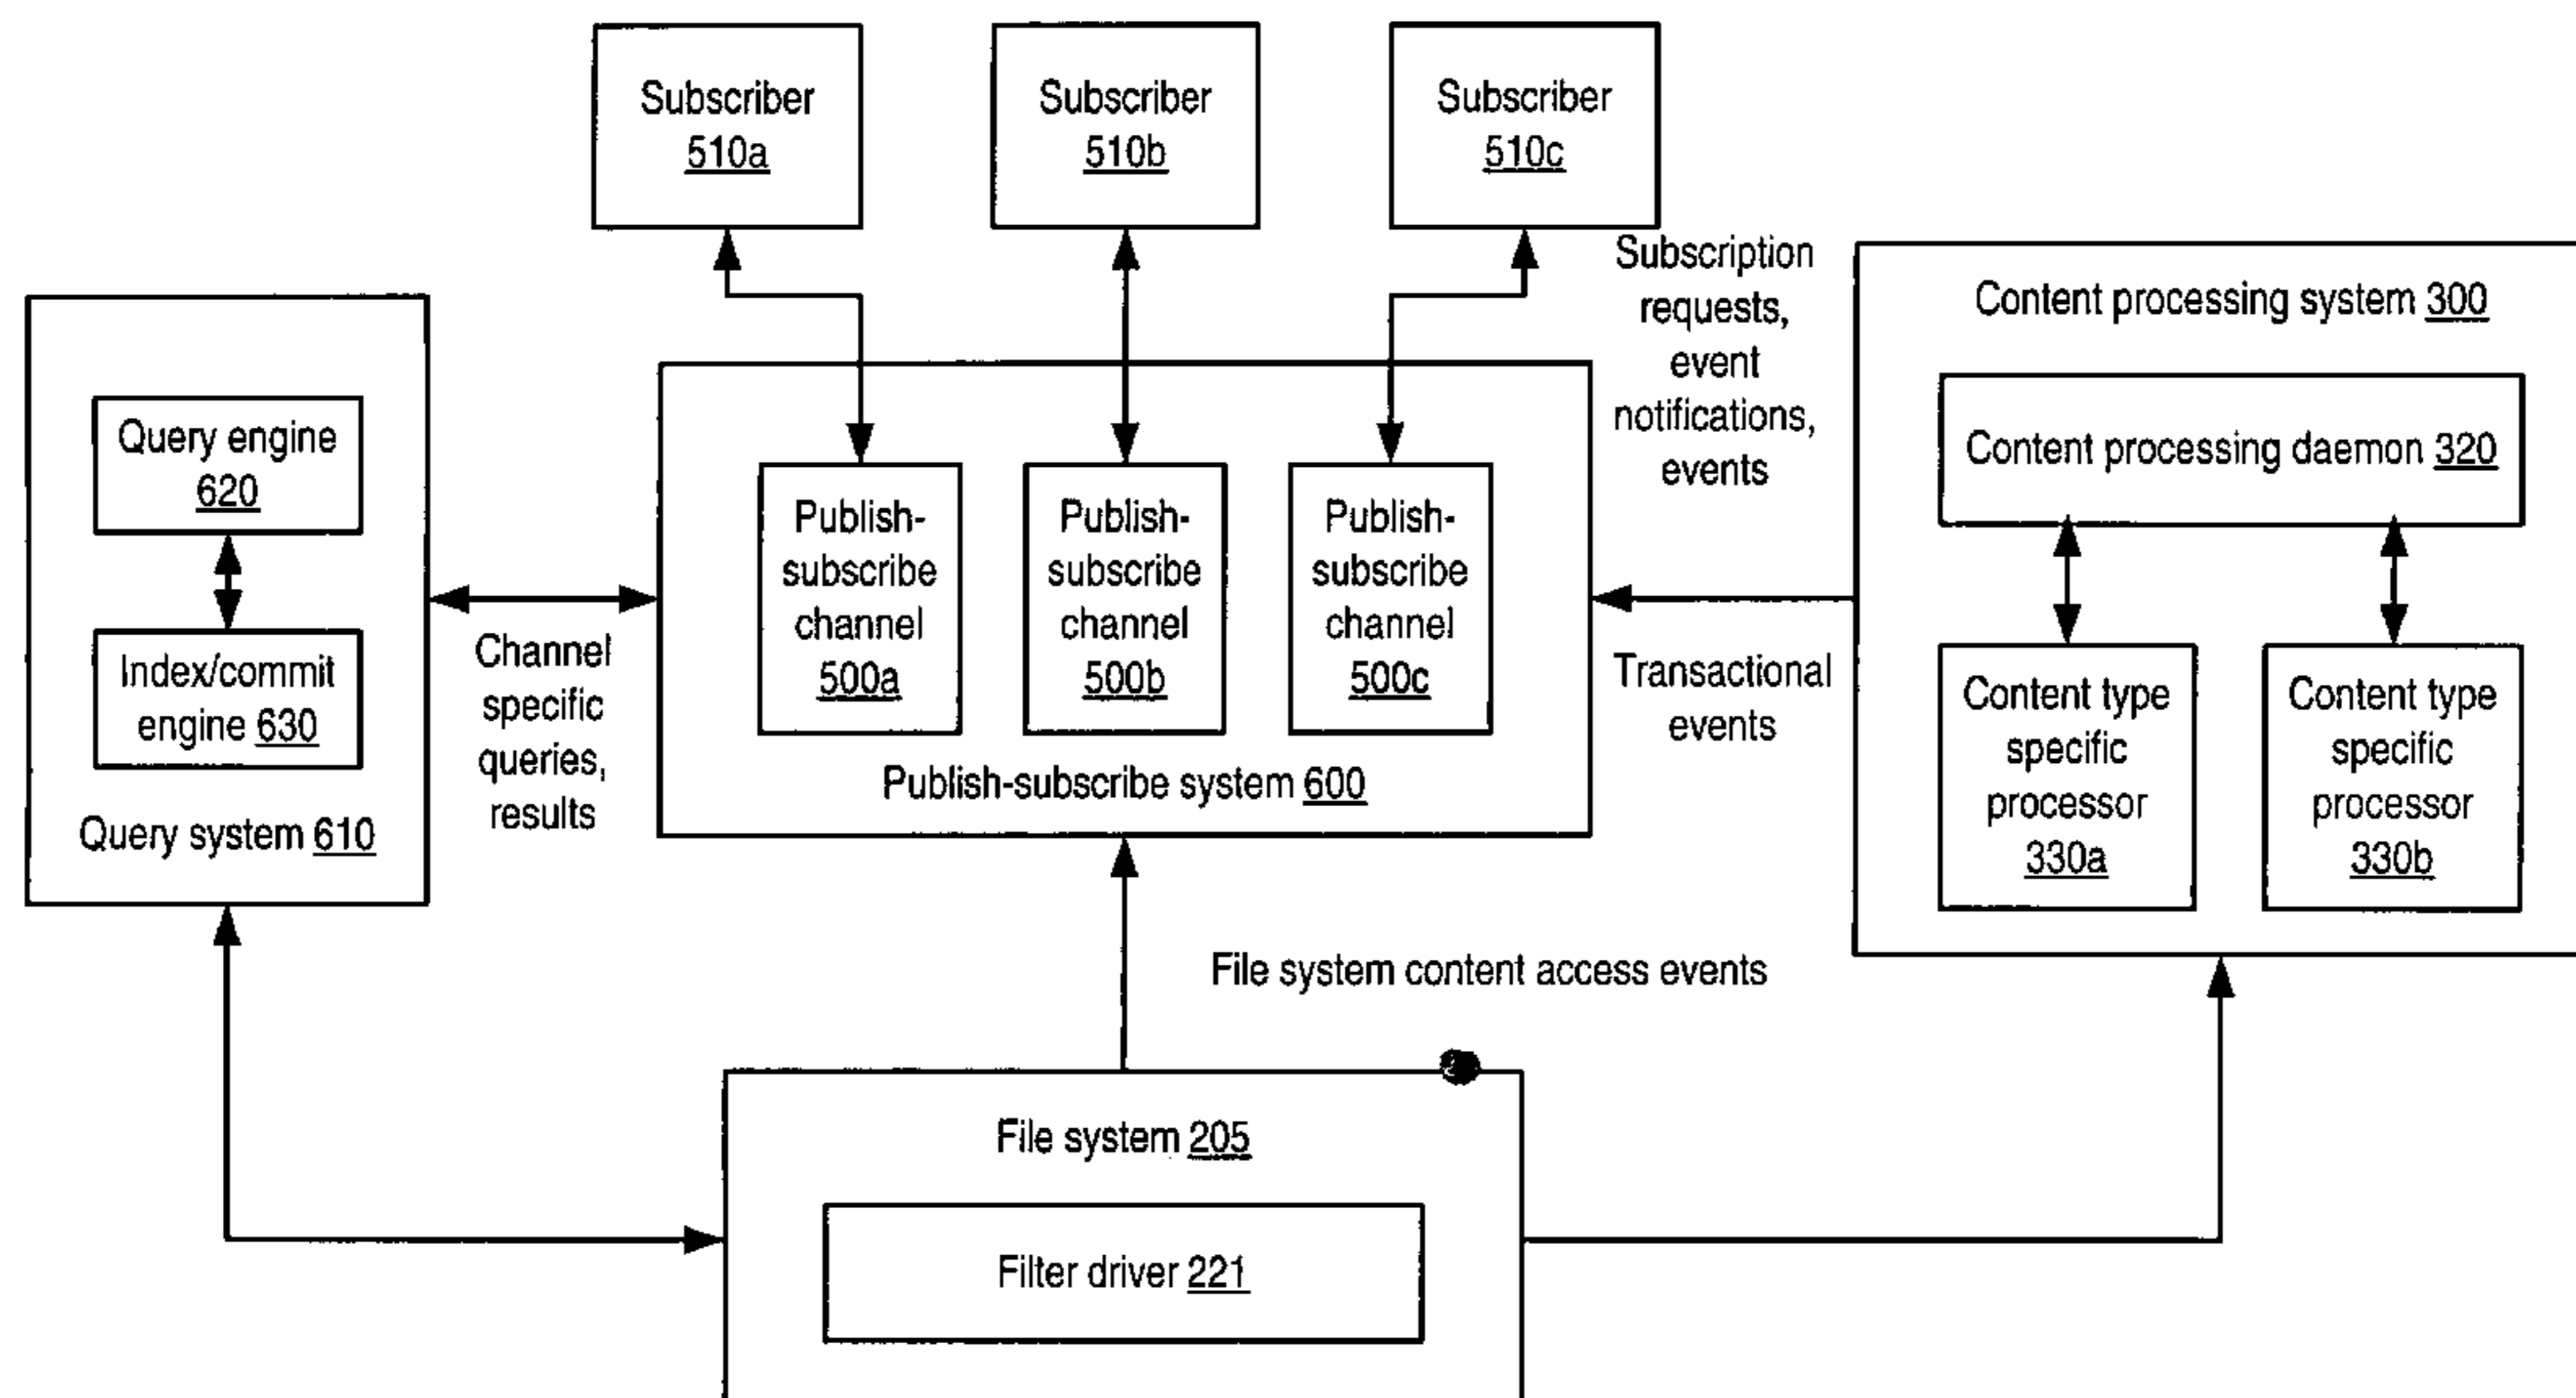 Subscriber
510a
Subscriber
510b
Subscriber
510c
Subscription
requests,
event
notifications,
events
Content processing system 300
Content processing daemon 320
Content type
specific
processor
330a
Content type
specific
processor
330b
Query engine
620
Index/commit
engine 630
Query system 610
Channel
specific
queries,
results
Publish-
subscribe
channel
500a
Publish-
subscribe
channel
500b
Publish-
subscribe
channel
500c
Publish-subscribe system 600
Transactional
events
File system content access events
File system 205
Filter driver 221